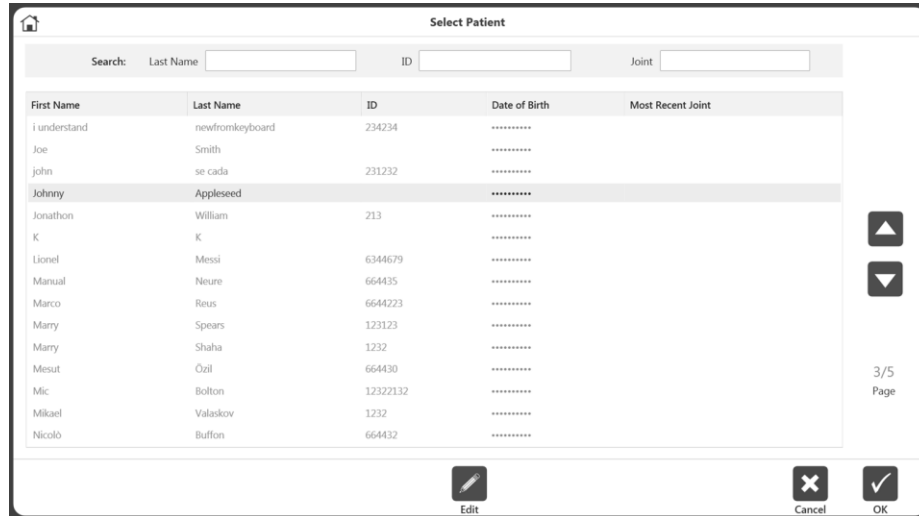 Select Patient
Search: Last Name ID Joint
First Name Last Name ID Date of Birth Most Recent Joint
i understand newfromkeyboard 234234 ••••••••••
Joe Smith ••••••••••
john se cada 231232 ••••••••••
Johnny Appleseed ••••••••••
Jonathon William 213 ••••••••••
K K ••••••••••
Lionel Messi 6344679 ••••••••••
Manual Neure 664435 ••••••••••
Marco Reus 6644223 ••••••••••
Marry Spears 123123 ••••••••••
Marry Shaha 1232 ••••••••••
Mesut Özil 664430 ••••••••••
Mic Bolton 12322132 ••••••••••
Mikael Valaskov 1232 ••••••••••
Nicolò Buffon 664432 ••••••••••
3/5
Page
Edit Cancel OK